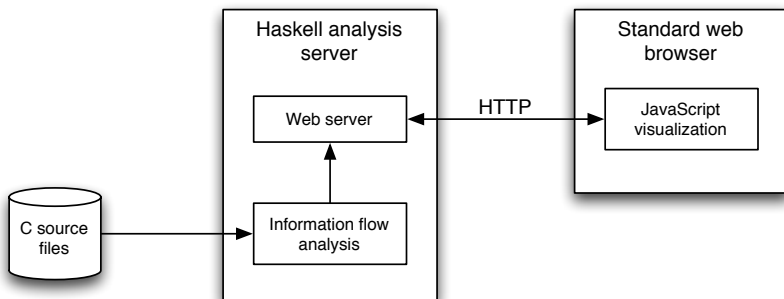 Haskell analysis
server
Web server
Information flow
analysis
C source
files
HTTP
Standard web
browser
JavaScript
visualization